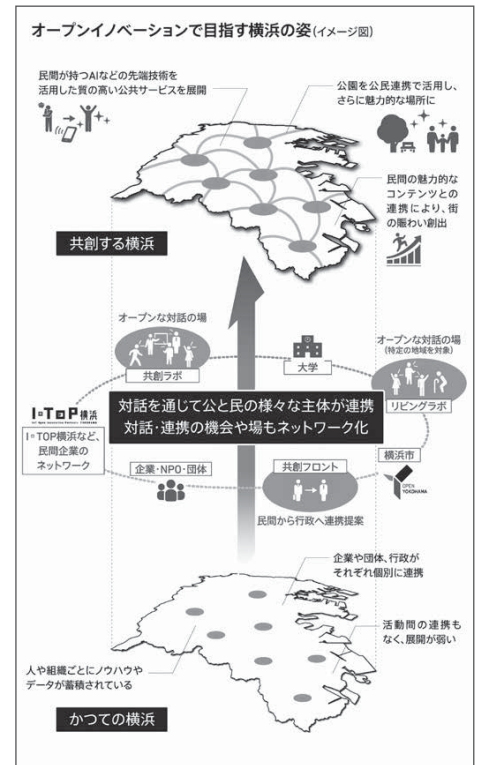 オープンイノベーションで目指す横浜の姿(イメージ図)
民間が持つAIなどの先端技術を
活用した質の高い公共サービスを展開
公園を公民連携で活用し、
さらに魅力的な場所に
民間の魅力的な
コンテンツとの
連携により、街
の賑わい創出
共創する横浜
オープンな対話の場
共創ラボ
大学
オープンな対話の場
(特定の地域を対象)
リビングラボ
対話を通じて公と民の様々な主体が連携
対話・連携の機会や場もネットワーク化
I・TOP横浜
I・TOP横浜など、
民間企業の
ネットワーク
企業・NPO・団体
共創フロント
民間から行政へ連携提案
横浜市
OPEN
YOKOHAMA
企業や団体、行政が
それぞれ個別に連携
活動間の連携も
なく、展開が弱い
人や組織ごとにノウハウや
データが蓄積されている
かつての横浜